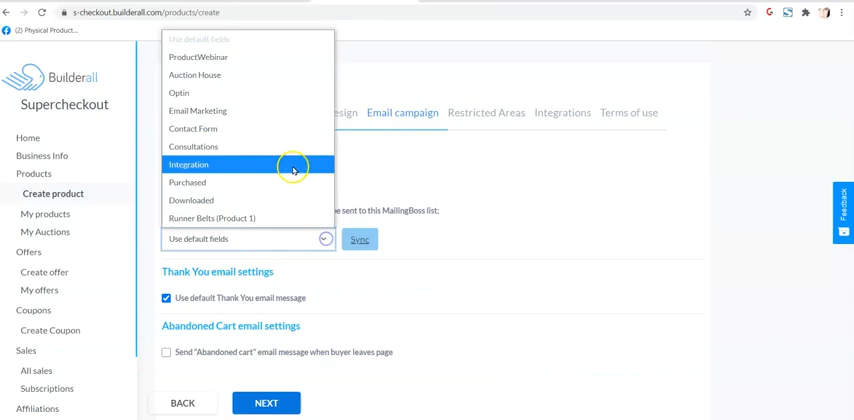 s-checkout.builderall.com/products/create
(2) Physical Product...
Builderall
Supercheckout
Home
Business Info
Products
Create product
My products
My Auctions
Offers
Create offer
My offers
Coupons
Create Coupon
Sales
All sales
Subscriptions
Affiliations
esign
Email campaign
Restricted Areas
Integrations
Terms of use
Use default fields
ProductWebinar
Auction House
Optin
Email Marketing
Contact Form
Consultations
Integration
Purchased
Downloaded
Runner Belts (Product 1)
be sent to this MailingBoss list:
Use default fields
Sync
Thank You email settings
Use default Thank You email message
Abandoned Cart email settings
Send "Abandoned cart" email message when buyer leaves page
BACK
NEXT
Feedback